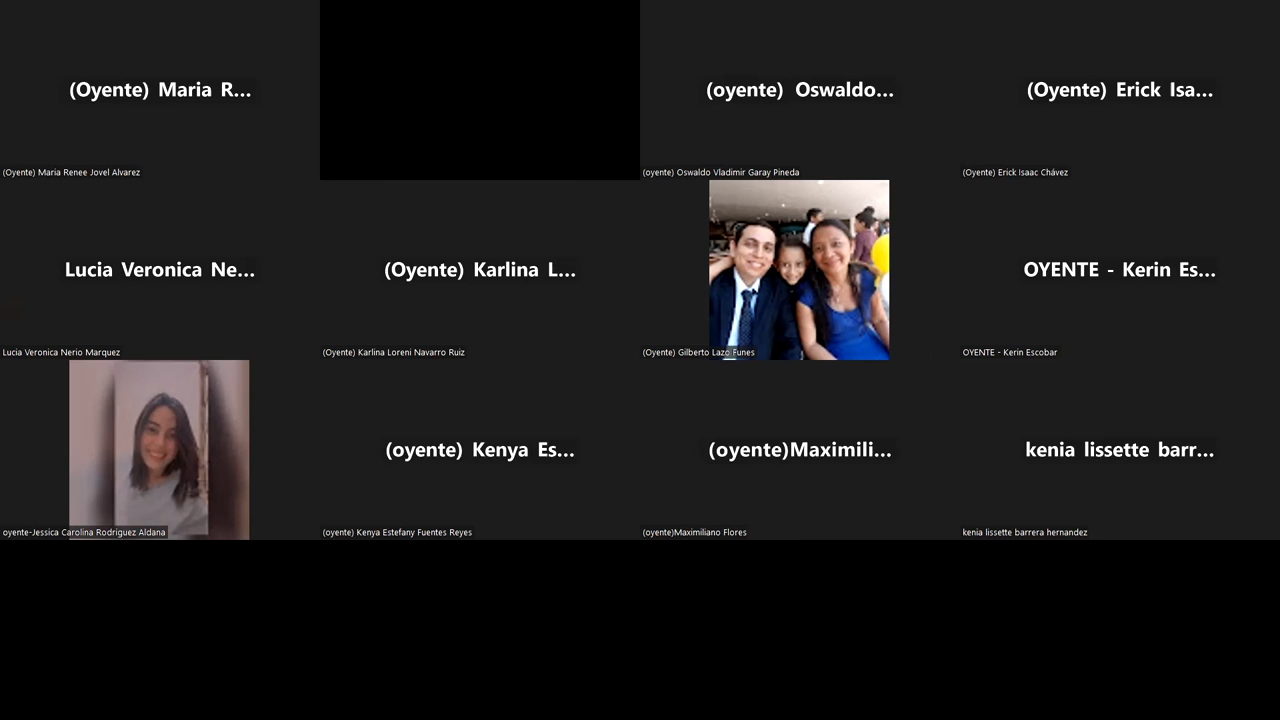 (Oyente) Maria R...
(oyente) Oswaldo...
(Oyente) Erick Isa...
(Oyente) Maria Renee Jovel Alvarez
(oyente) Oswaldo Vladimir Garay Pineda
(Oyente) Erick Isaac Chávez
Lucia Veronica Ne...
(Oyente) Karlina L...
OYENTE - Kerin Es...
Lucia Veronica Nerio Marquez
(Oyente) Karlina Loreni Navarro Ruiz
(Oyente) Gilberto Lazo Funes
OYENTE - Kerin Escobar
(oyente) Kenya Es...
(oyente)Maximili...
kenia lissette barr...
oyente-Jessica Carolina Rodriguez Aldana
(oyente) Kenya Estefany Fuentes Reyes
(oyente)Maximiliano Flores
kenia lissette barrera hernandez